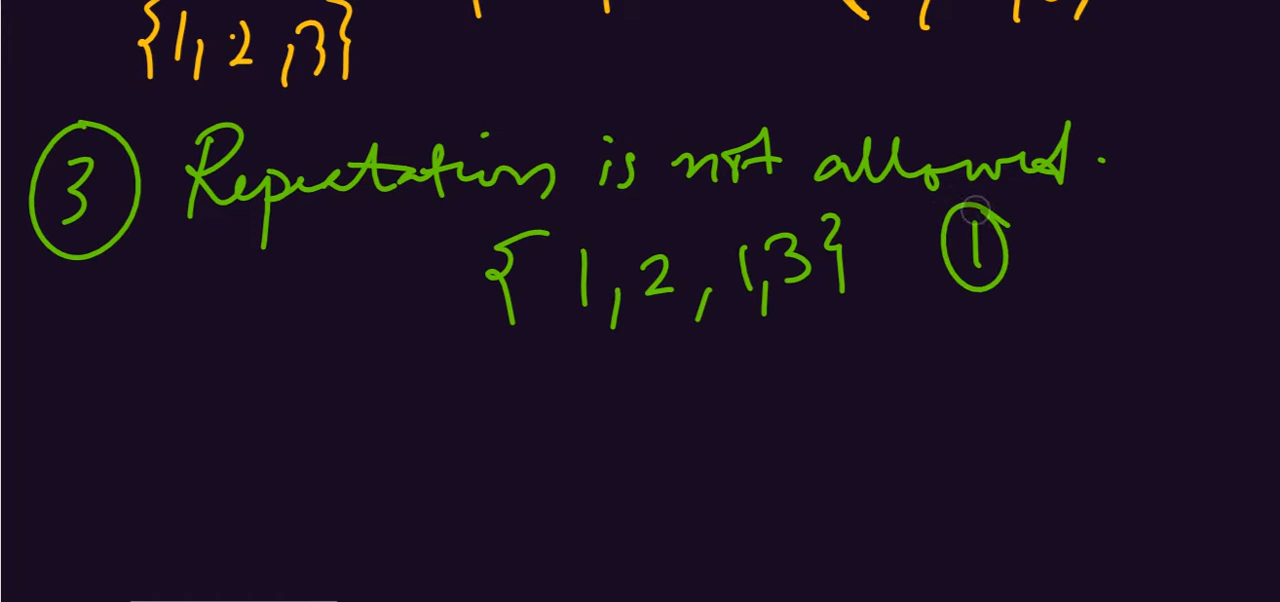 {1, 2, 3}
3 Repetation is not allowed.
{ 1, 2, 1, 3} 1